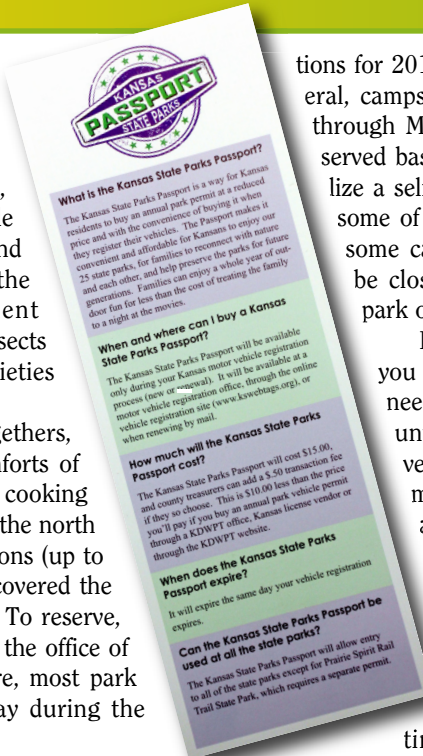 ,
e
nd
the
ent
sects
ieties
gethers,
forts of
cooking
the north
ons (up to
covered the
To reserve,
the office of
re, most park
ay during the
KANSAS
PASSPORT
STATE PARKS
What is the Kansas State Parks Passport?
The Kansas State Parks Passport is a way for Kansas
residents to buy an annual park permit at a reduced
price and with the convenience of buying it when
they register their vehicles. The Passport makes it
convenient and affordable for Kansans to enjoy our
25 state parks, for families to reconnect with nature
and each other, and help preserve the parks for future
generations. Families can enjoy a whole year of out-
door fun for less than the cost of treating the family
to a night at the movies.
When and where can I buy a Kansas
State Parks Passport?
The Kansas State Parks Passport will be available
only during your Kansas motor vehicle registration
process (new or renewal). It will be available at a
motor vehicle registration office, through the online
vehicle registration site (www.kswebtags.org), or
when renewing by mail.
How much will the Kansas State Parks
Passport cost?
The Kansas State Parks Passport will cost $15.00,
and county treasurers can add a $.50 transaction fee
if they so choose. This is $10.00 less than the price
you'll pay if you buy an annual park vehicle permit
through a KDWPT office, Kansas license vendor or
through the KDWPT website.
When does the Kansas State Parks
Passport expire?
It will expire the same day your vehicle registration
expires.
Can the Kansas State Parks Passport be
used at all the state parks?
The Kansas State Parks Passport will allow entry
to all of the state parks except for Prairie Spirit Rail
Trail State Park, which requires a separate permit.
tions for 201
eral, camps
through M
served bas
lize a sel
some of
some ca
be clos
park o
you
nee
un
ve
m
a
tin